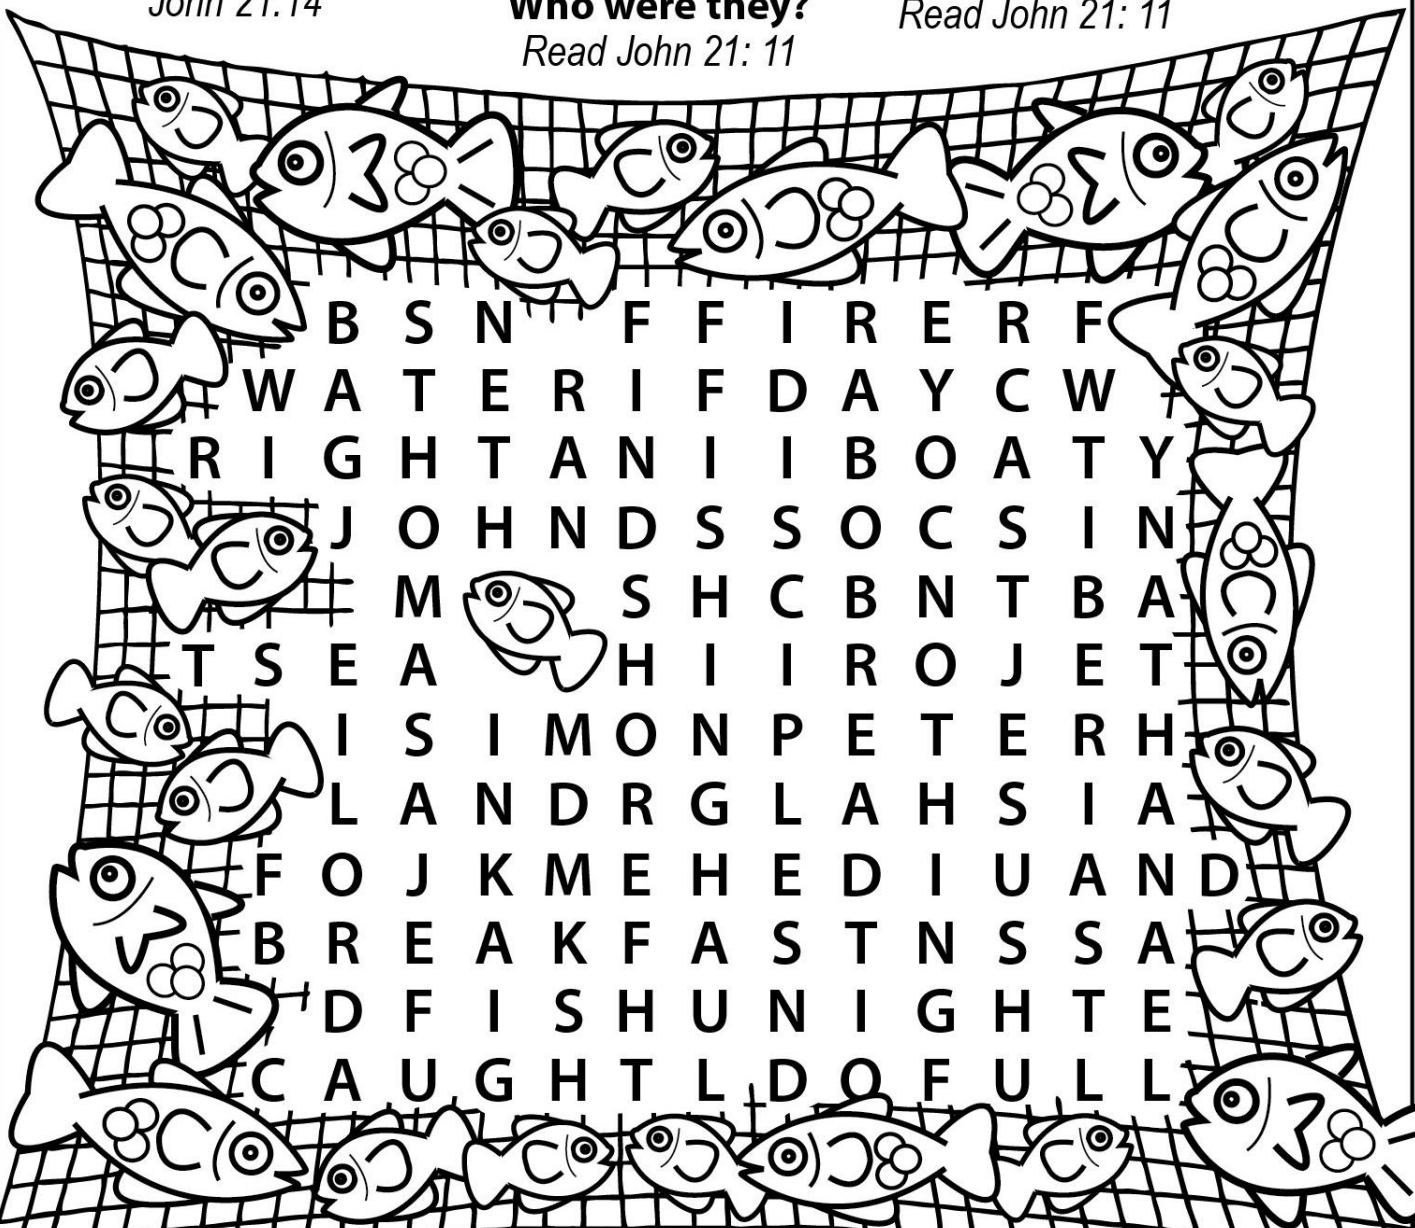 John 21:14
Who were they?
Read John 21: 11
Read John 21: 11
B S N F F I R E R F
W A T E R I F D A Y C W
R I G H T A N I I B O A T Y
J O H N D S S O C S I N
M S H C B N T B A
T S E A H I I R O J E T
I S I M O N P E T E R H
L A N D R G L A H S I A
F O J K M E H E D I U A N D
B R E A K F A S T N S S A
D F I S H U N I G H T E
C A U G H T L D O F U L L